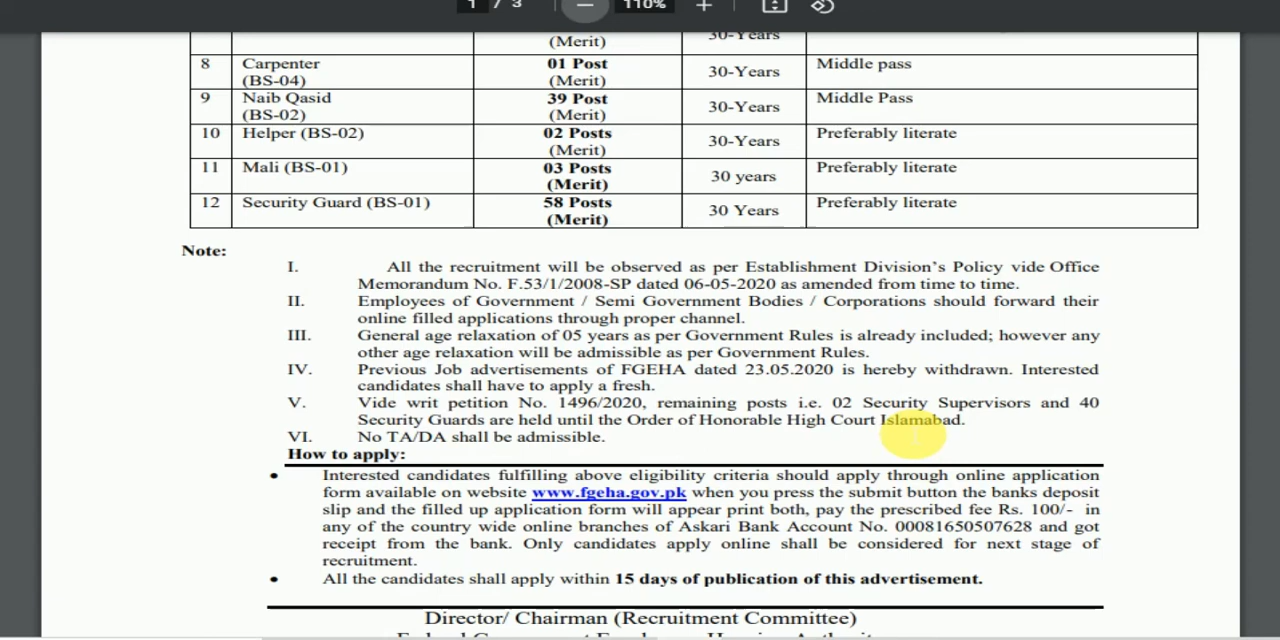 1 / 3 110%
(Merit) 30-Years
8 Carpenter (BS-04) 01 Post (Merit) 30-Years Middle pass
9 Naib Qasid (BS-02) 39 Post (Merit) 30-Years Middle Pass
10 Helper (BS-02) 02 Posts (Merit) 30-Years Preferably literate
11 Mali (BS-01) 03 Posts (Merit) 30 years Preferably literate
12 Security Guard (BS-01) 58 Posts (Merit) 30 Years Preferably literate
Note:
I. All the recruitment will be observed as per Establishment Division's Policy vide Office
Memorandum No. F.53/1/2008-SP dated 06-05-2020 as amended from time to time.
II. Employees of Government / Semi Government Bodies / Corporations should forward their
online filled applications through proper channel.
III. General age relaxation of 05 years as per Government Rules is already included; however any
other age relaxation will be admissible as per Government Rules.
IV. Previous Job advertisements of FGEHA dated 23.05.2020 is hereby withdrawn. Interested
candidates shall have to apply a fresh.
V. Vide writ petition No. 1496/2020, remaining posts i.e. 02 Security Supervisors and 40
Security Guards are held until the Order of Honorable High Court Islamabad.
VI. No TA/DA shall be admissible.
How to apply:
• Interested candidates fulfilling above eligibility criteria should apply through online application
form available on website www.fgeha.gov.pk when you press the submit button the banks deposit
slip and the filled up application form will appear print both, pay the prescribed fee Rs. 100/- in
any of the country wide online branches of Askari Bank Account No. 00081650507628 and got
receipt from the bank. Only candidates apply online shall be considered for next stage of
recruitment.
• All the candidates shall apply within 15 days of publication of this advertisement.
Director/ Chairman (Recruitment Committee)
Federal Government Employees Housing Authority